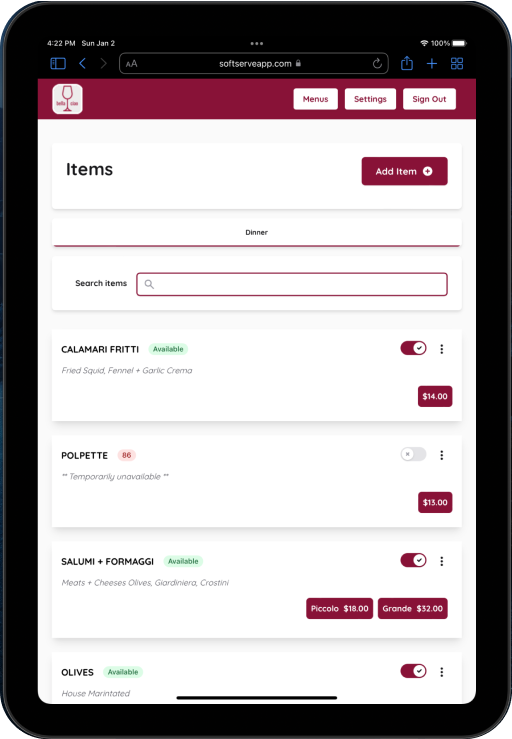 4:22 PM Sun Jan 2
100%
AA
softserveapp.com
bella ciao
Menus
Settings
Sign Out
Items
Add Item
Dinner
Search items
CALAMARI FRITTI Available
Fried Squid, Fennel + Garlic Crema
$14.00
POLPETTE 86
** Temporarily unavailable **
$13.00
SALUMI + FORMAGGI Available
Meats + Cheeses Olives, Giardiniera, Crostini
Piccolo $18.00 Grande $32.00
OLIVES Available
House Marintated